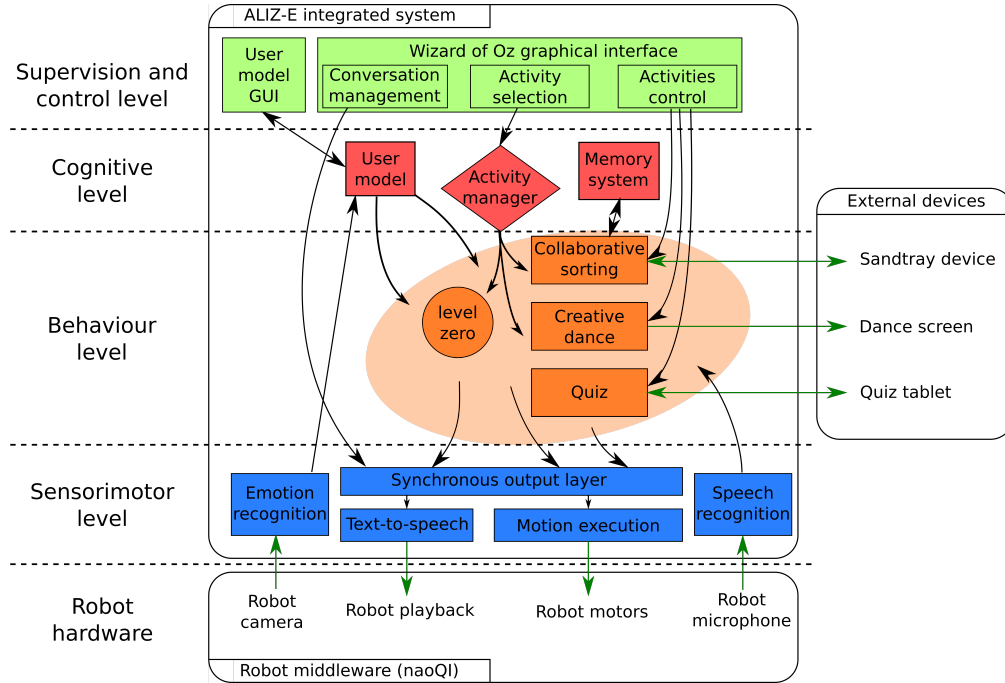 ALIZ-E integrated system
Supervision and
control level
User
model
GUI
Wizard of Oz graphical interface
Conversation
management
Activity
selection
Activities
control
Cognitive
level
User
model
Activity
manager
Memory
system
External devices
Behaviour
level
level
zero
Collaborative
sorting
Sandtray device
Creative
dance
Dance screen
Quiz
Quiz tablet
Sensorimotor
level
Emotion
recognition
Synchronous output layer
Text-to-speech
Motion execution
Speech
recognition
Robot
hardware
Robot
camera
Robot playback
Robot motors
Robot
microphone
Robot middleware (naoQI)